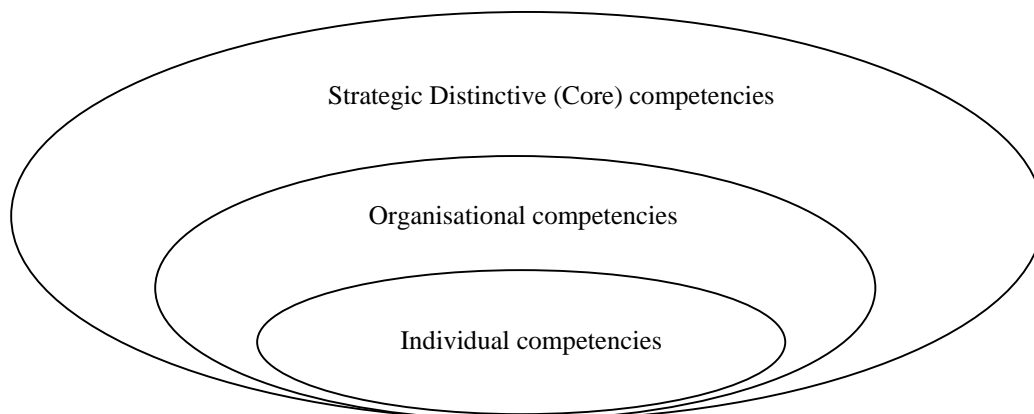 Strategic Distinctive (Core) competencies
Organisational competencies
Individual competencies